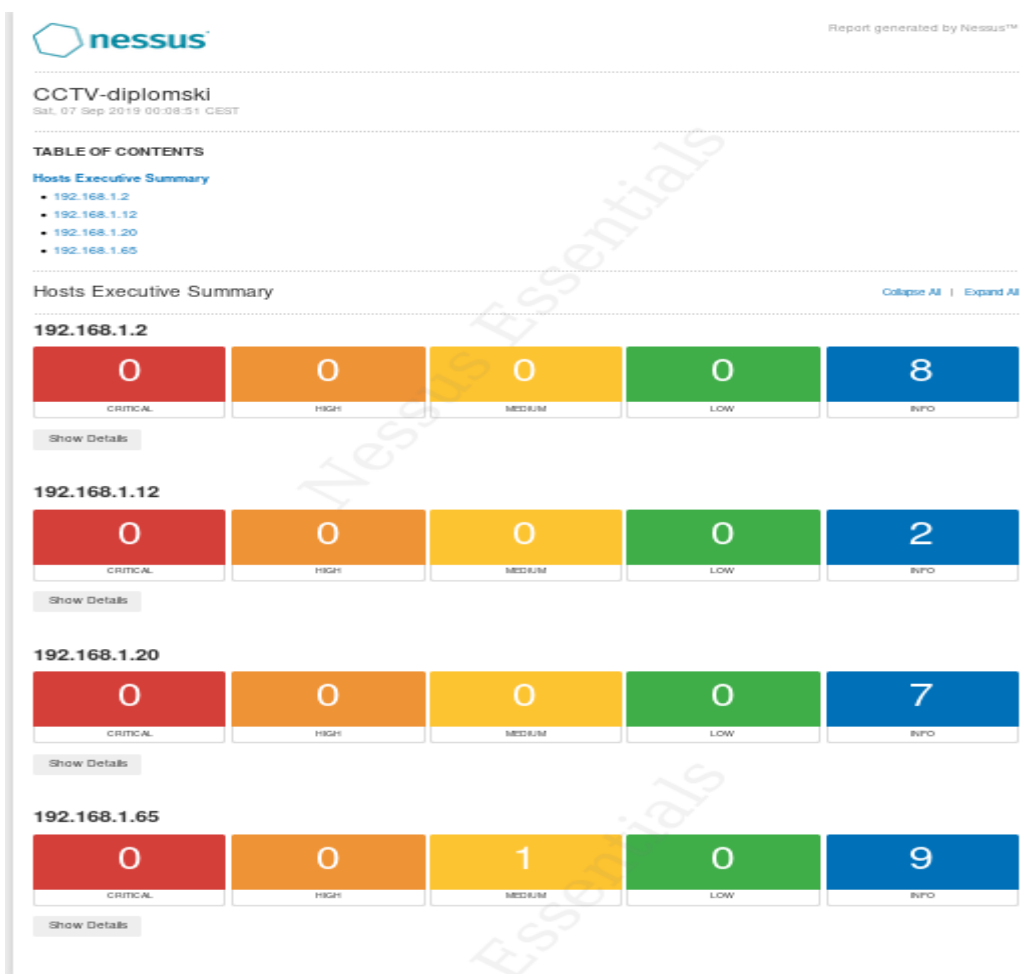 nessus
Report generated by Nessus™
CCTV-diplomski
Sat, 07 Sep 2019 00:08:51 CEST
TABLE OF CONTENTS
Hosts Executive Summary
• 192.168.1.2
• 192.168.1.12
• 192.168.1.20
• 192.168.1.65
Hosts Executive Summary
Collapse All | Expand All
192.168.1.2
0 0 0 0 8
CRITICAL HIGH MEDIUM LOW INFO
Show Details
192.168.1.12
0 0 0 0 2
CRITICAL HIGH MEDIUM LOW INFO
Show Details
192.168.1.20
0 0 0 0 7
CRITICAL HIGH MEDIUM LOW INFO
Show Details
192.168.1.65
0 0 1 0 9
CRITICAL HIGH MEDIUM LOW INFO
Show Details
Nessus Essentials
Essentials